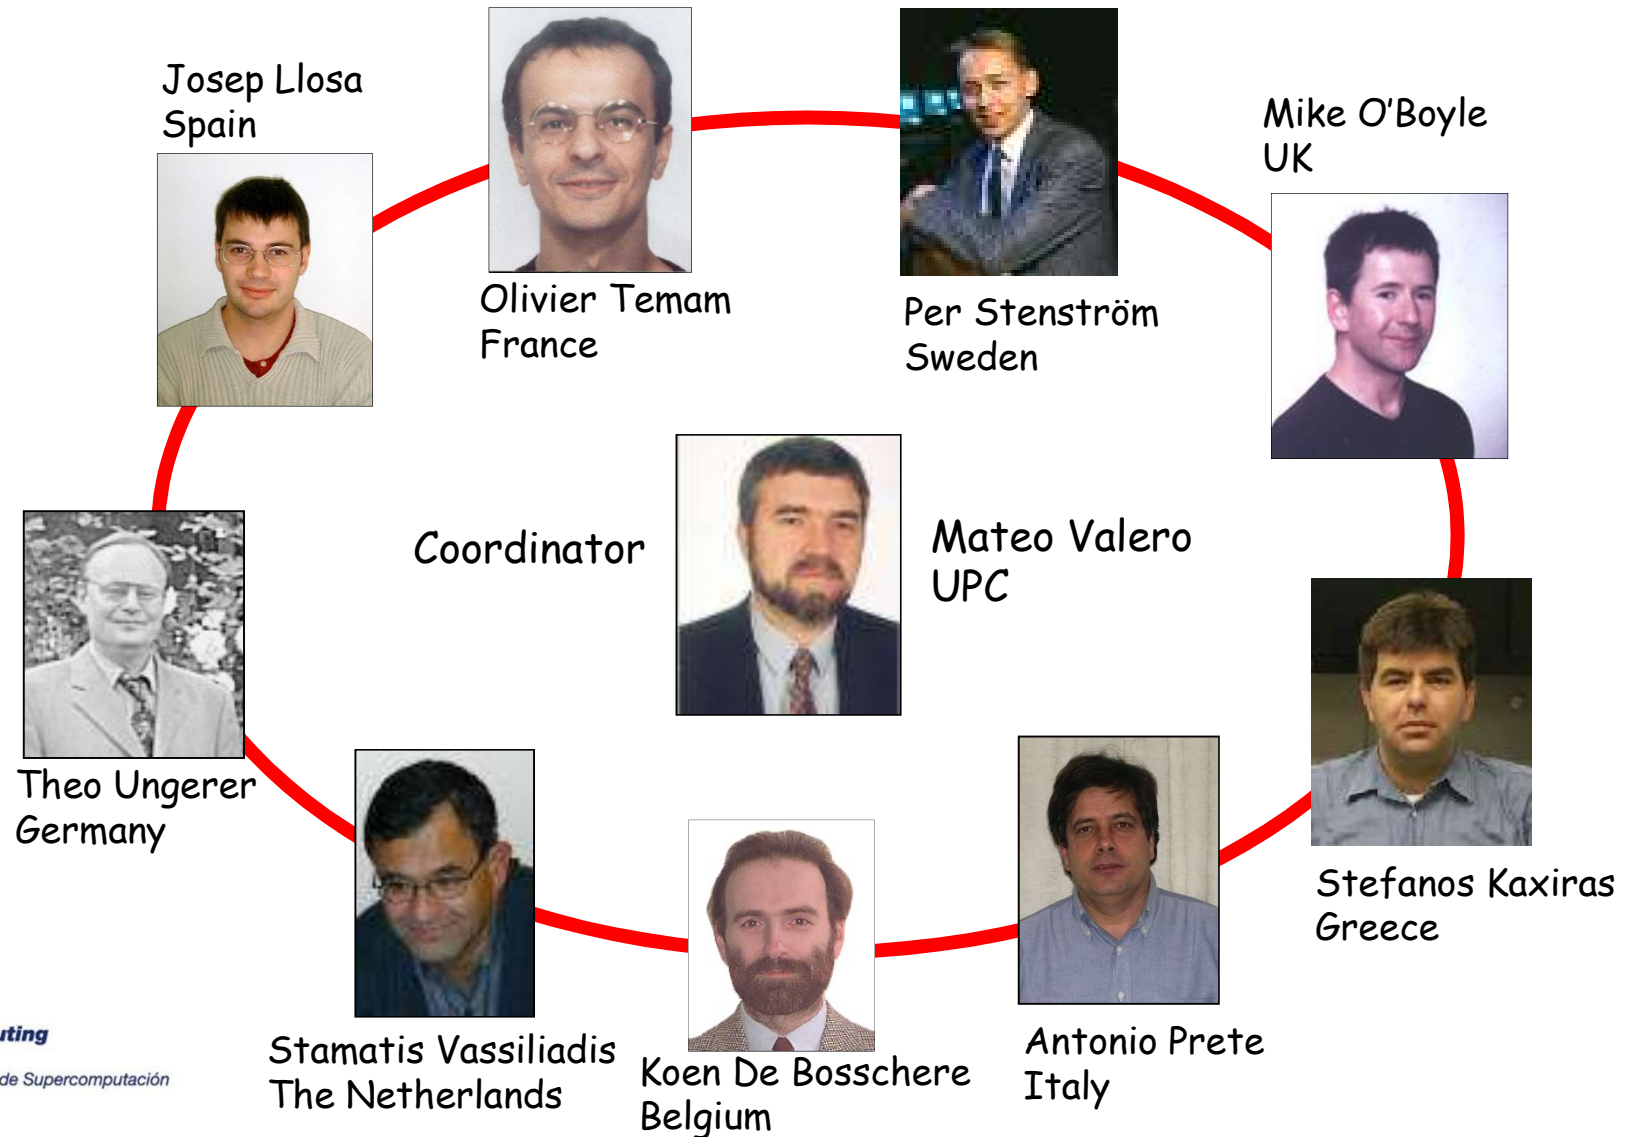 Josep Llosa
Spain
Olivier Temam
France
Per Stenström
Sweden
Mike O'Boyle
UK
Coordinator
Mateo Valero
UPC
Theo Ungerer
Germany
Stefanos Kaxiras
Greece
Stamatis Vassiliadis
The Netherlands
Koen De Bosschere
Belgium
Antonio Prete
Italy
uting
de Supercomputación